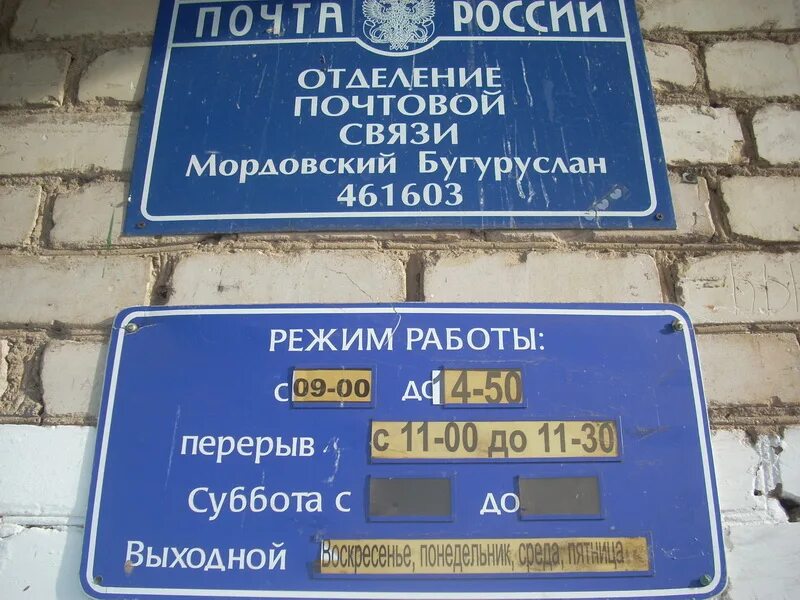 ПОЧТА РОССИИ
ОТДЕЛЕНИЕ
ПОЧТОВОЙ
СВЯЗИ
Мордовский Бугуруслан
461603
РЕЖИМ РАБОТЫ:
с 09-00 до 14-50
перерыв с 11-00 до 11-30
Суббота с до
Выходной Воскресенье, понедельник, среда, пятница